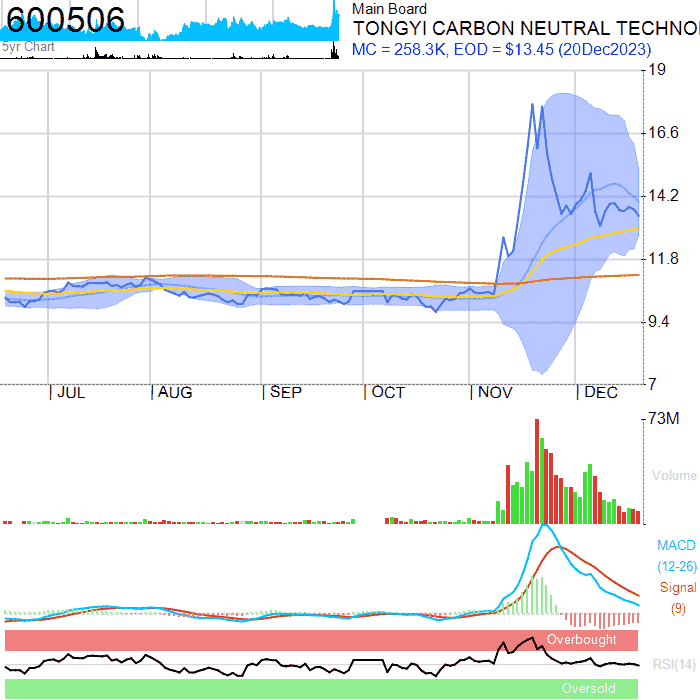 600506
5yr Chart
Main Board
TONGYI CARBON NEUTRAL TECHNO
MC = 258.3K, EOD = $13.45 (20Dec2023)
19
16.6
14.2
11.8
9.4
7
JUL AUG SEP OCT NOV DEC
73M
Volume
MACD
(12-26)
Signal
(9)
Overbought
RSI(14)
Oversold